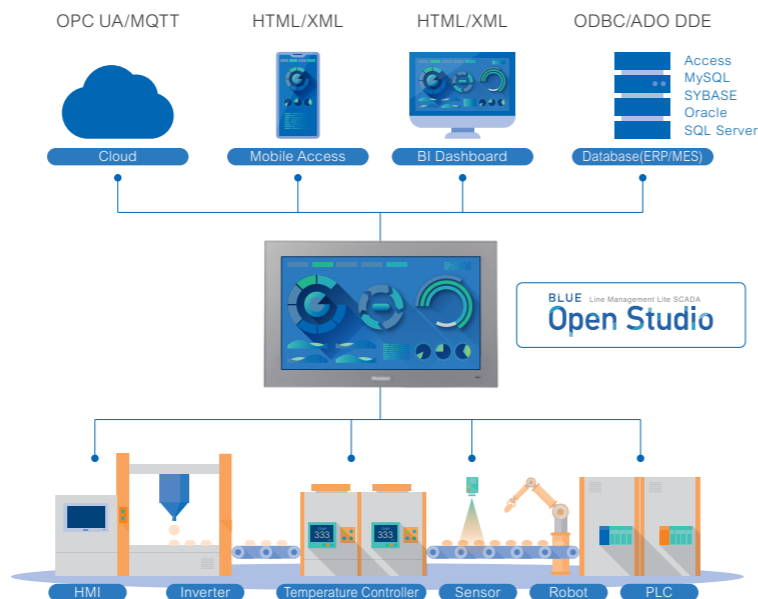 OPC UA/MQTT
HTML/XML
HTML/XML
ODBC/ADO DDE
Access
MySQL
SYBASE
Oracle
SQL Server
Cloud
Mobile Access
BI Dashboard
Database(ERP/MES)
BLUE Line Management Lite SCADA
Open Studio
333
333
HMI
Inverter
Temperature Controller
Sensor
Robot
PLC